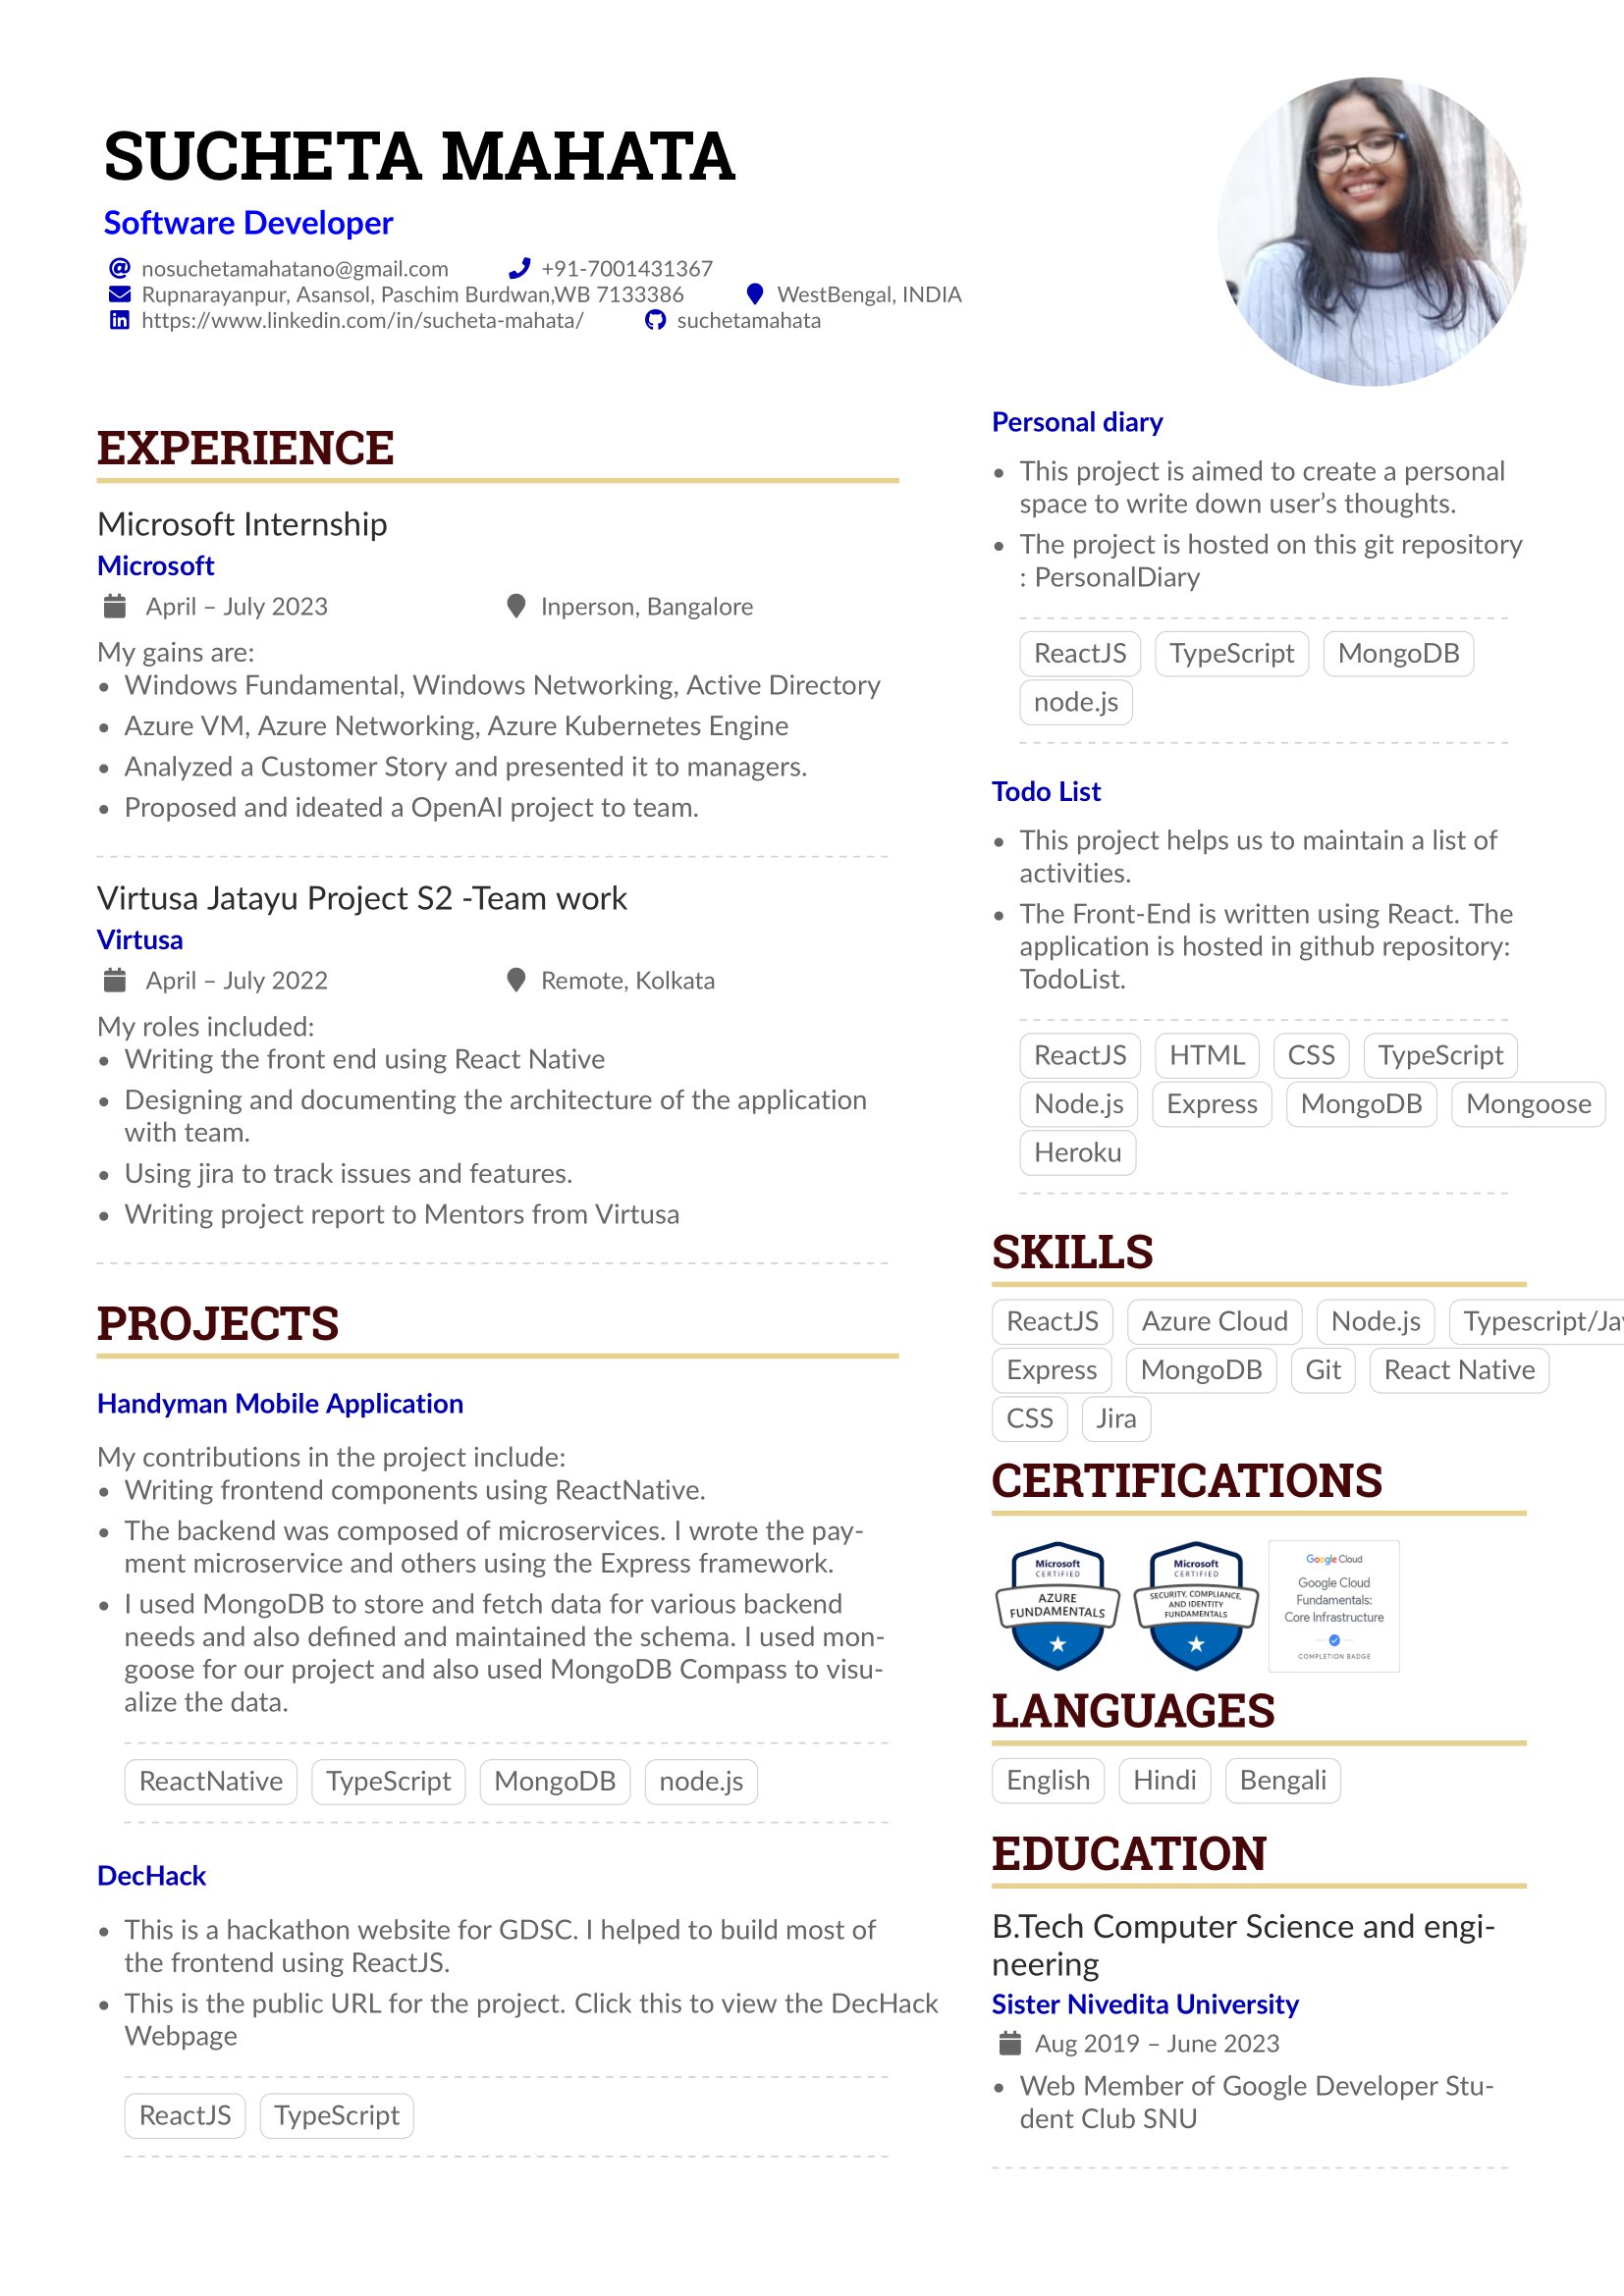 SUCHETA MAHATA
Software Developer
nosuchetamahatano@gmail.com +91-7001431367
Rupnarayanpur, Asansol, Paschim Burdwan,WB 7133386 WestBengal, INDIA
https://www.linkedin.com/in/sucheta-mahata/ suchetamahata
EXPERIENCE
Microsoft Internship
Microsoft
April – July 2023 Inperson, Bangalore
My gains are:
• Windows Fundamental, Windows Networking, Active Directory
• Azure VM, Azure Networking, Azure Kubernetes Engine
• Analyzed a Customer Story and presented it to managers.
• Proposed and ideated a OpenAI project to team.
Virtusa Jatayu Project S2 -Team work
Virtusa
April – July 2022 Remote, Kolkata
My roles included:
• Writing the front end using React Native
• Designing and documenting the architecture of the application
with team.
• Using jira to track issues and features.
• Writing project report to Mentors from Virtusa
PROJECTS
Handyman Mobile Application
My contributions in the project include:
• Writing frontend components using ReactNative.
• The backend was composed of microservices. I wrote the pay-
ment microservice and others using the Express framework.
• I used MongoDB to store and fetch data for various backend
needs and also defined and maintained the schema. I used mon-
goose for our project and also used MongoDB Compass to visu-
alize the data.
ReactNative TypeScript MongoDB node.js
DecHack
• This is a hackathon website for GDSC. I helped to build most of
the frontend using ReactJS.
• This is the public URL for the project. Click this to view the DecHack
Webpage
ReactJS TypeScript
Personal diary
• This project is aimed to create a personal
space to write down user’s thoughts.
• The project is hosted on this git repository
: PersonalDiary
ReactJS TypeScript MongoDB
node.js
Todo List
• This project helps us to maintain a list of
activities.
• The Front-End is written using React. The
application is hosted in github repository:
TodoList.
ReactJS HTML CSS TypeScript
Node.js Express MongoDB Mongoose
Heroku
SKILLS
ReactJS Azure Cloud Node.js Typescript/Ja
Express MongoDB Git React Native
CSS Jira
CERTIFICATIONS
Microsoft
CERTIFIED
AZURE
FUNDAMENTALS
Microsoft
CERTIFIED
SECURITY, COMPLIANCE,
AND IDENTITY
FUNDAMENTALS
Google Cloud
Google Cloud
Fundamentals:
Core Infrastructure
COMPLETION BADGE
LANGUAGES
English Hindi Bengali
EDUCATION
B.Tech Computer Science and engi-
neering
Sister Nivedita University
Aug 2019 – June 2023
• Web Member of Google Developer Stu-
dent Club SNU